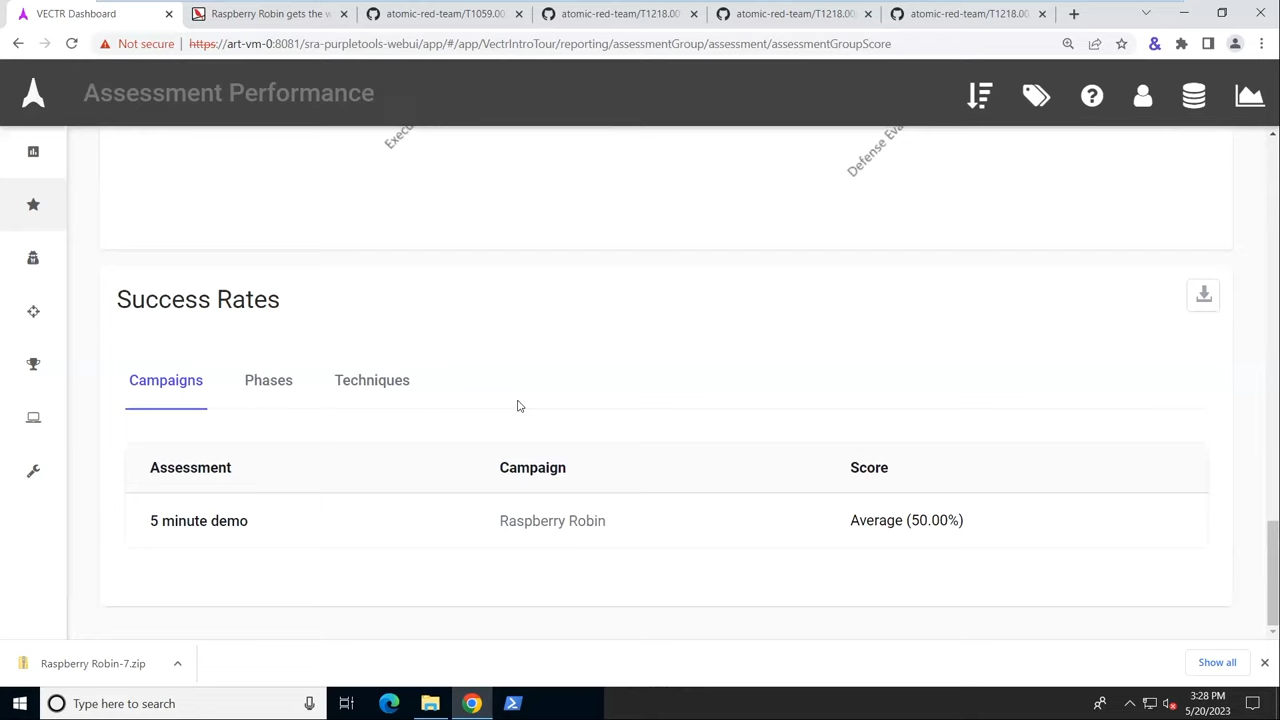 VECTR Dashboard
Raspberry Robin gets the w
atomic-red-team/T1059.00
atomic-red-team/T1218.00
atomic-red-team/T1218.00
atomic-red-team/T1218.00
Not secure
https://art-vm-0:8081/sra-purpletools-webui/app/#/app/VectrIntroTour/reporting/assessmentGroup/assessment/assessmentGroupScore
Assessment Performance
Execu
Defense Eva
Success Rates
Campaigns
Phases
Techniques
Assessment
Campaign
Score
5 minute demo
Raspberry Robin
Average (50.00%)
Raspberry Robin-7.zip
Show all
Type here to search
3:28 PM
5/20/2023